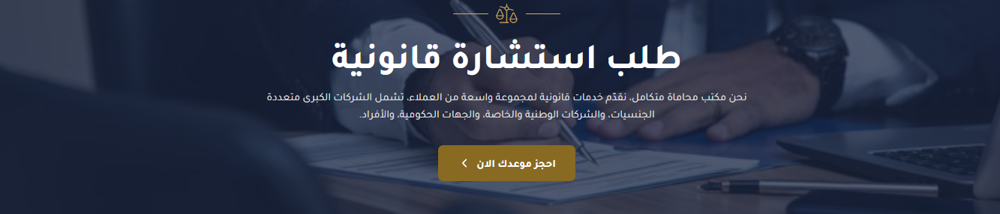 طلب استشارة قانونية
نحن مكتب محاماة متكامل، نقدّم خدمات قانونية لمجموعة واسعة من العملاء، تشمل الشركات الكبرى متعددة
الجنسيات، والشركات الوطنية والخاصة، والجهات الحكومية، والأفراد.
احجز موعدك الان